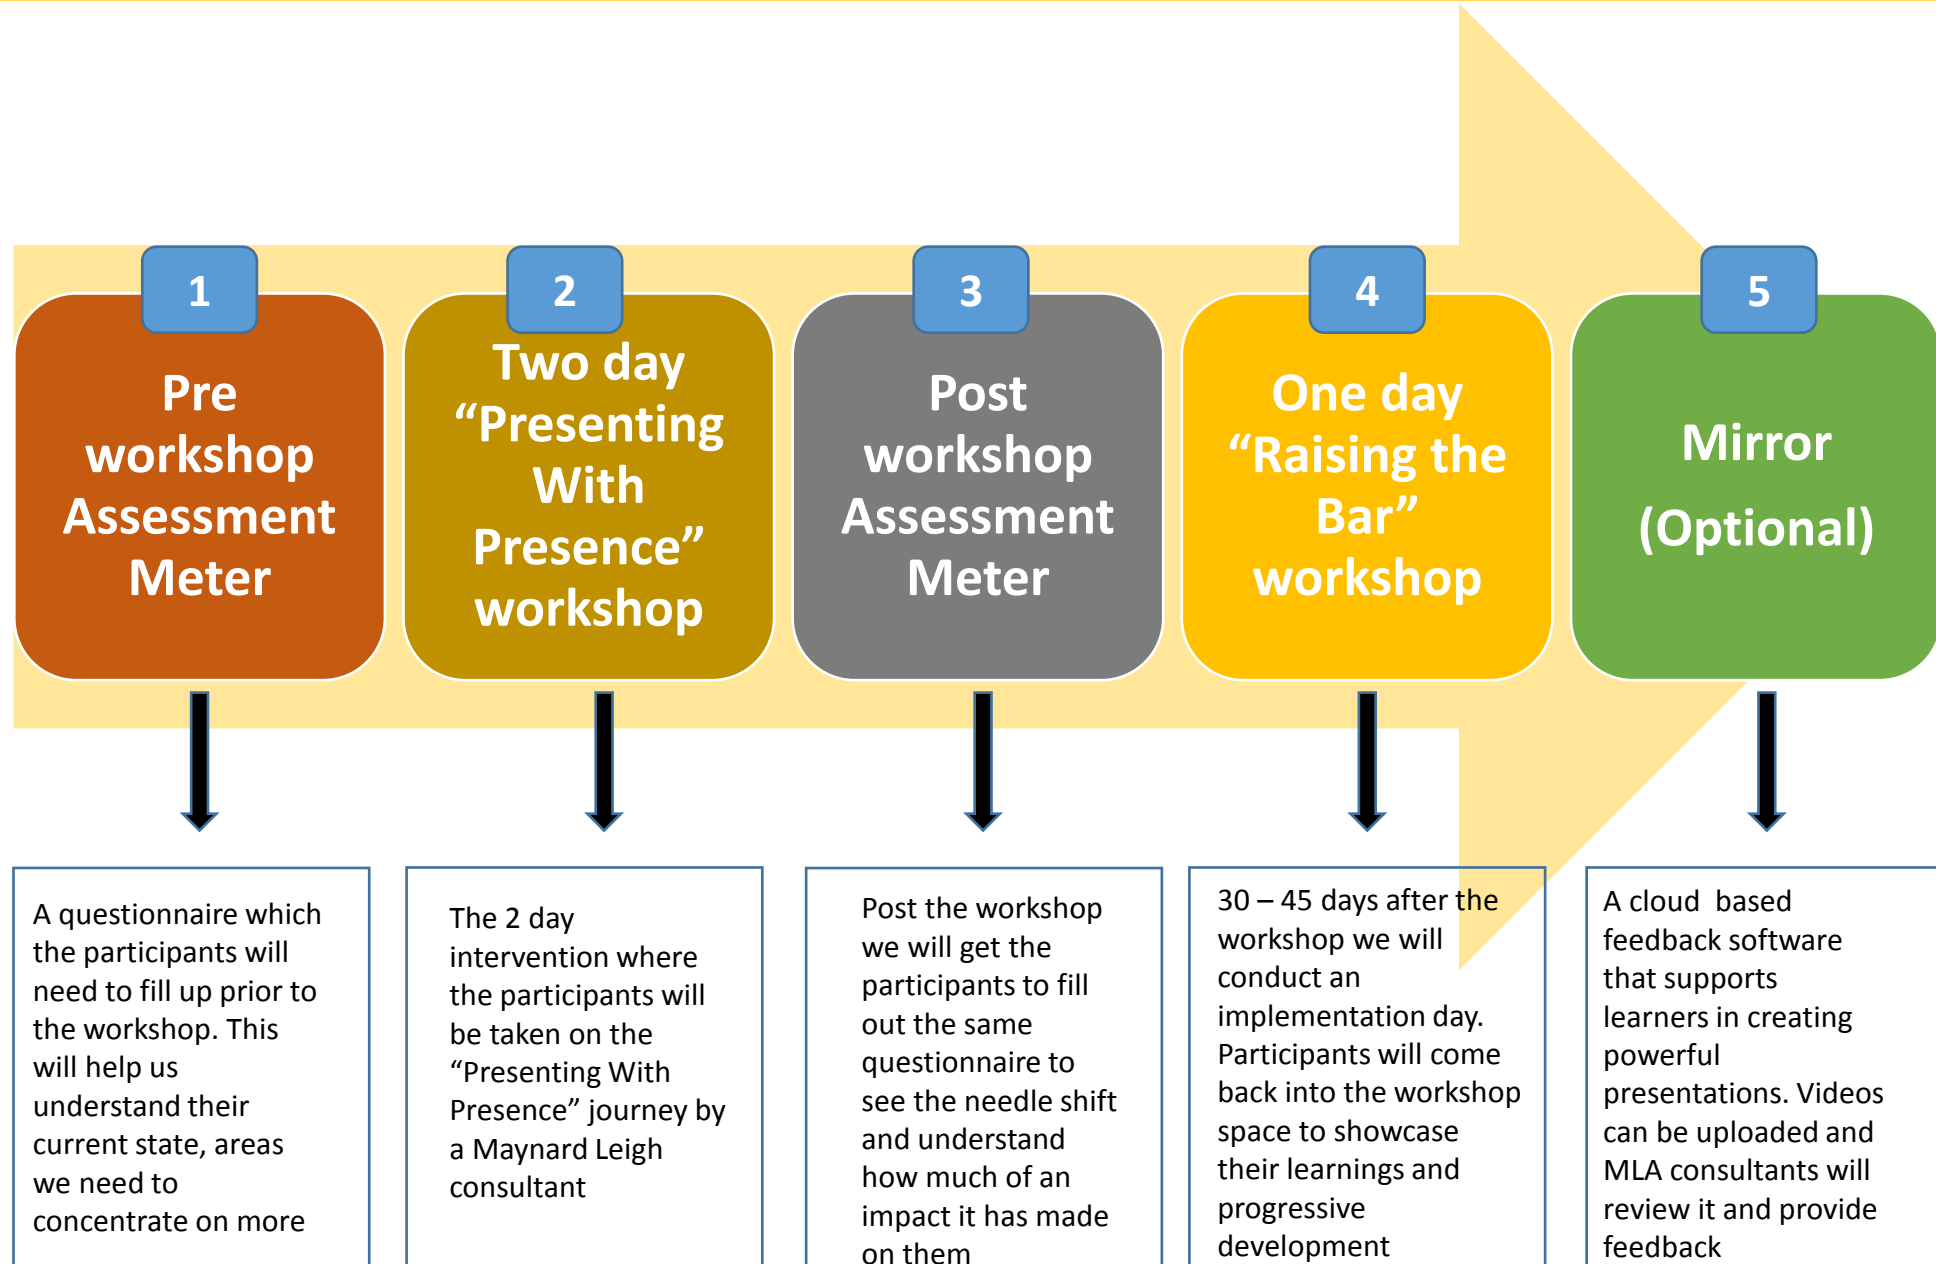 1
Pre
workshop
Assessment
Meter
2
Two day
“Presenting
With
Presence”
workshop
3
Post
workshop
Assessment
Meter
4
One day
“Raising the
Bar”
workshop
5
Mirror
(Optional)
A questionnaire which
the participants will
need to fill up prior to
the workshop. This
will help us
understand their
current state, areas
we need to
concentrate on more
The 2 day
intervention where
the participants will
be taken on the
“Presenting With
Presence” journey by
a Maynard Leigh
consultant
Post the workshop
we will get the
participants to fill
out the same
questionnaire to
see the needle shift
and understand
how much of an
impact it has made
on them
30 – 45 days after the
workshop we will
conduct an
implementation day.
Participants will come
back into the workshop
space to showcase
their learnings and
progressive
development
A cloud  based
feedback software
that supports
learners in creating
powerful
presentations. Videos
can be uploaded and
MLA consultants will
review it and provide
feedback